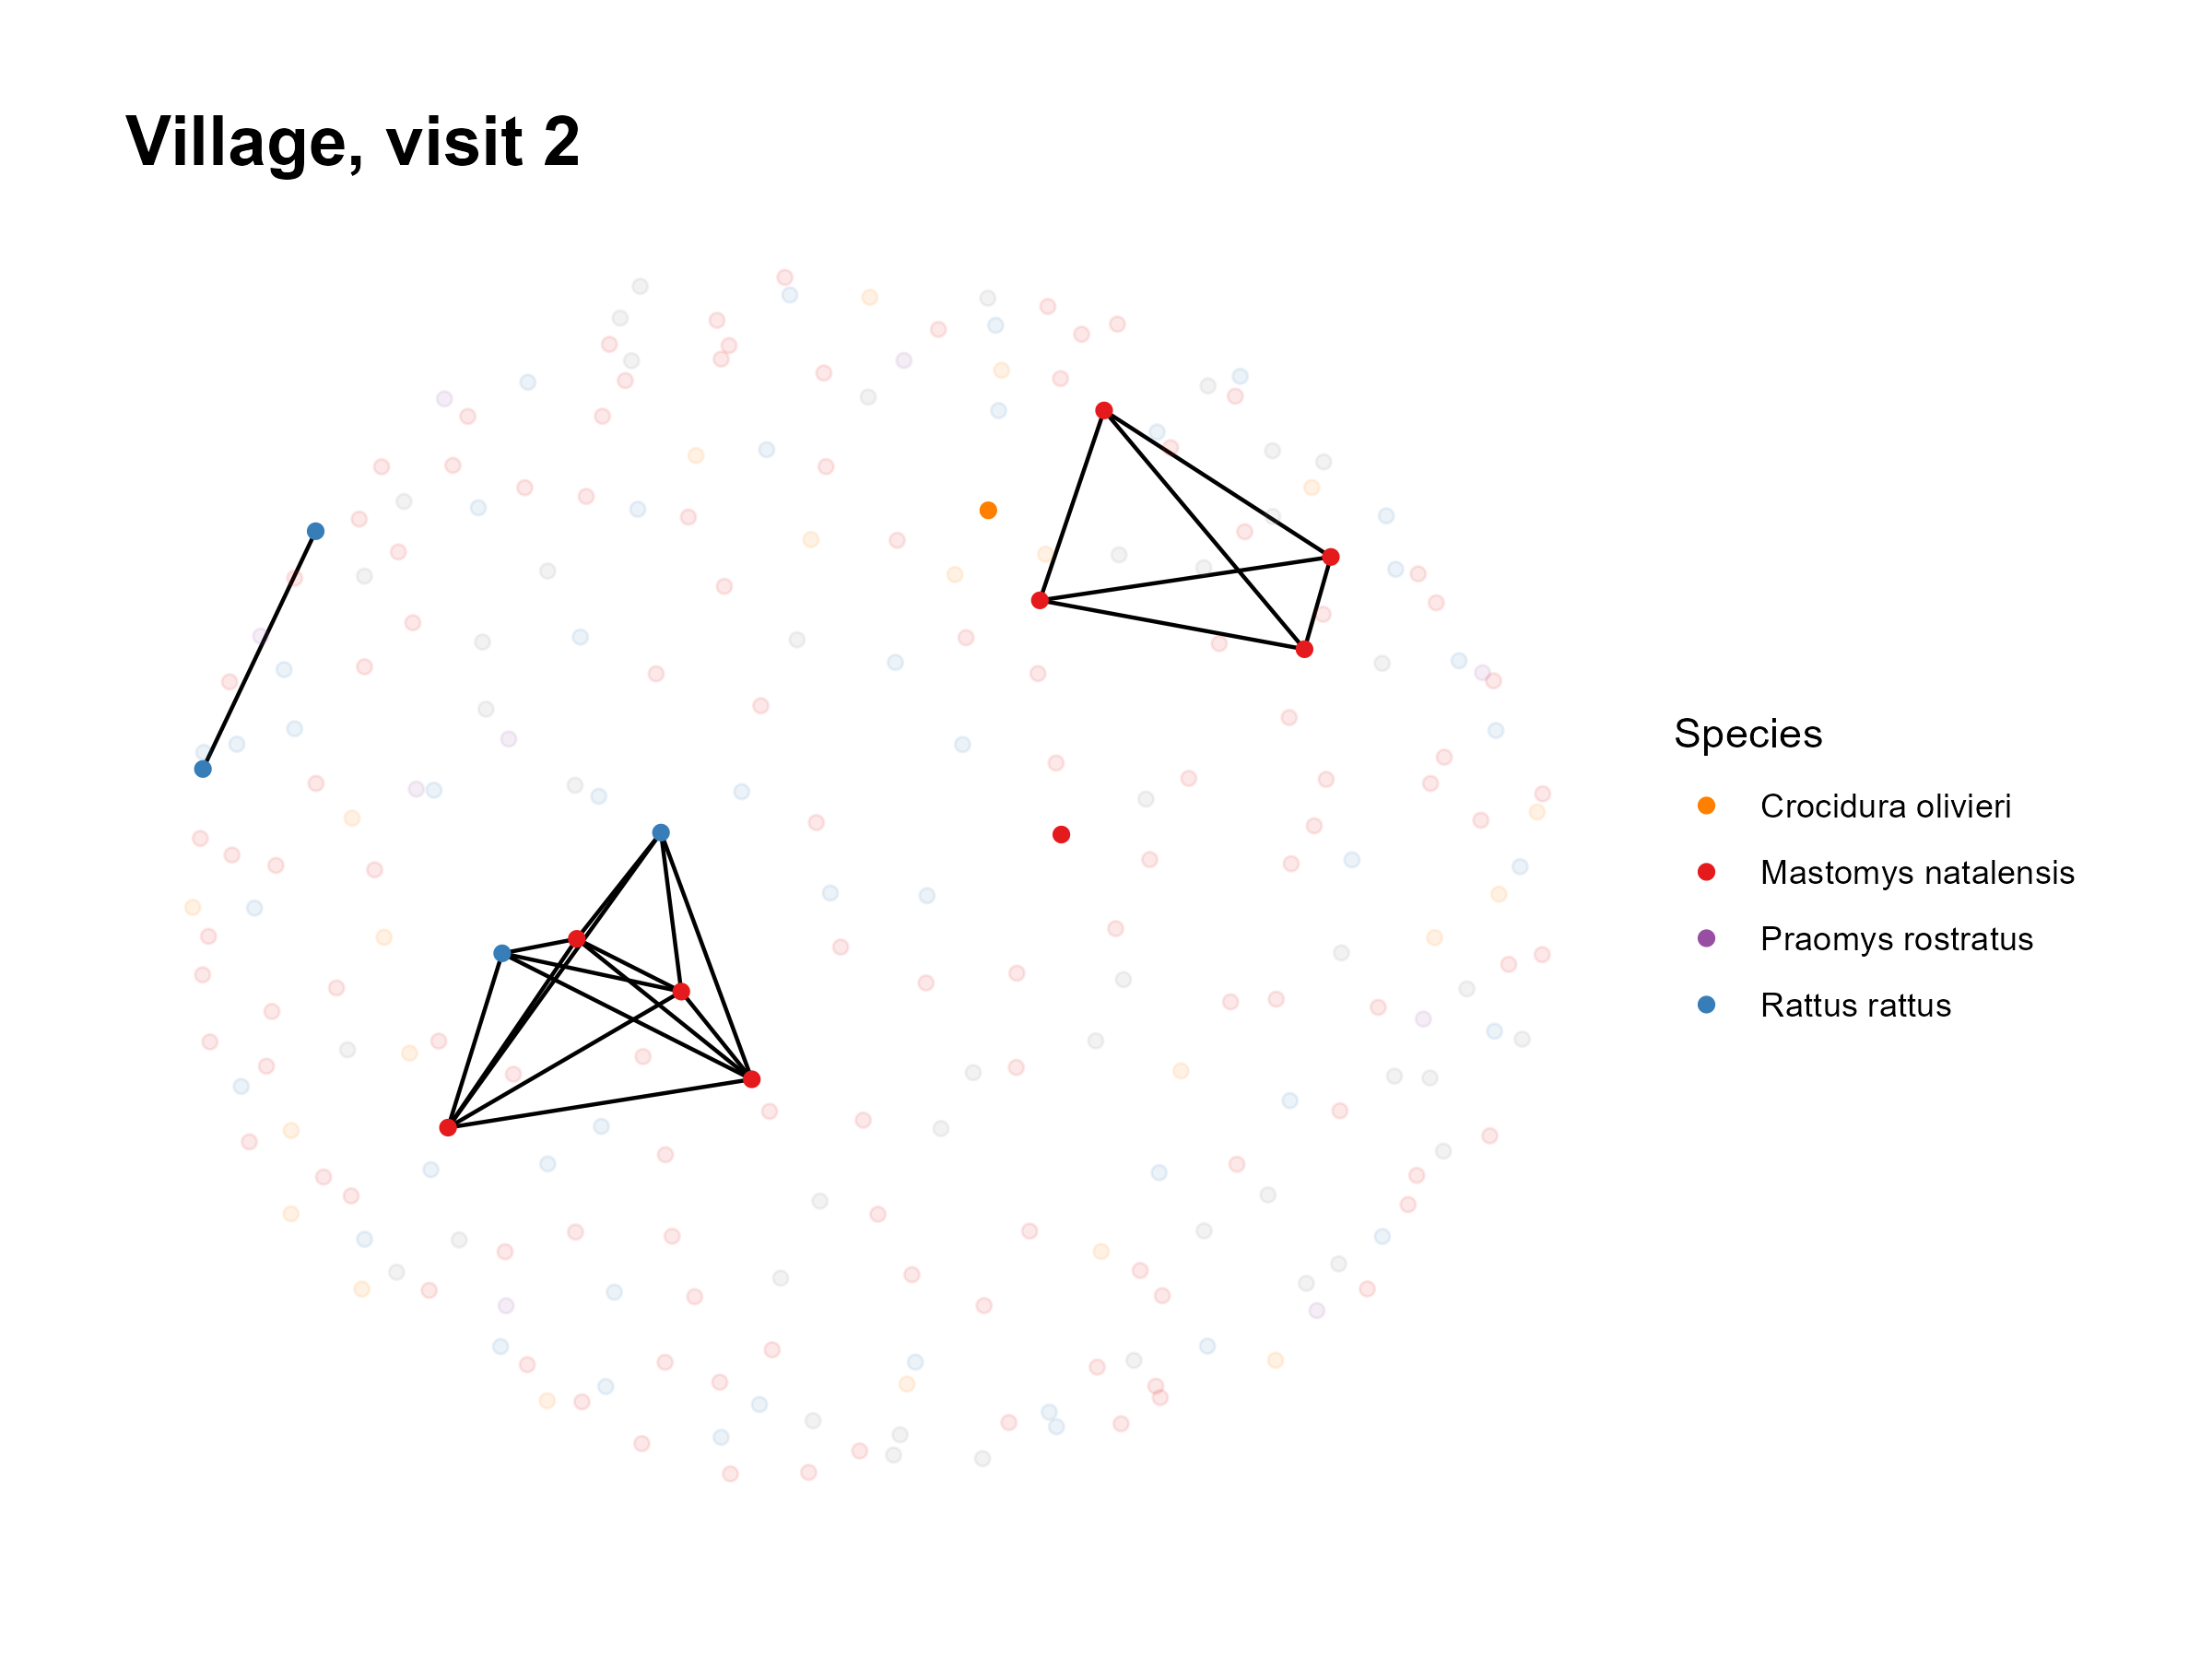 Village, visit 2
Species
Crocidura olivieri
Mastomys natalensis
Praomys rostratus
Rattus rattus